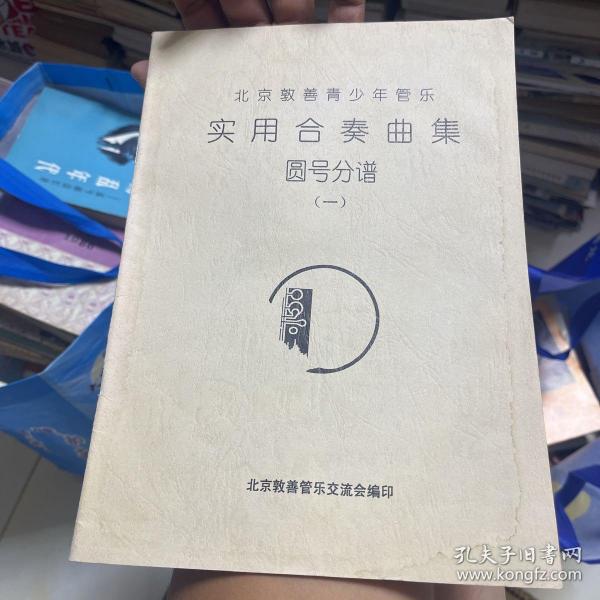 北京敦善青少年管乐
实用合奏曲集
圆号分谱
(一)
北京敦善管乐交流会编印
孔夫子旧书网
www.kongfz.com